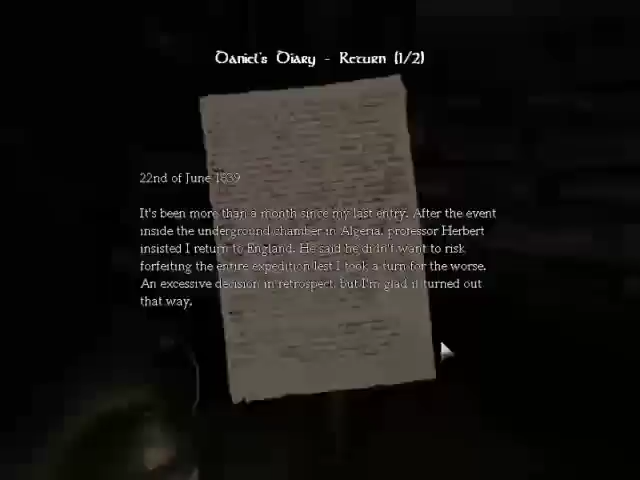 Daniel's Diary - Return (1/2)
22nd of June 1839
It's been more than a month since my last entry. After the event
inside the underground chamber in Algeria, professor Herbert
insisted I return to England. He said he didn't want to risk
forfeiting the entire expedition lest I took a turn for the worse.
An excessive decision in retrospect, but I'm glad it turned out
that way.